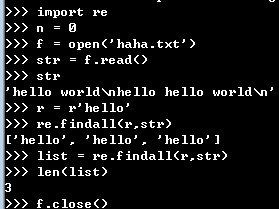 >>> import re
>>> n = 0
>>> f = open('haha.txt')
>>> str = f.read()
>>> str
'hello world\nhello hello world\n'
>>> r = r'hello'
>>> re.findall(r,str)
['hello', 'hello', 'hello']
>>> list = re.findall(r,str)
>>> len(list)
3
>>> f.close()